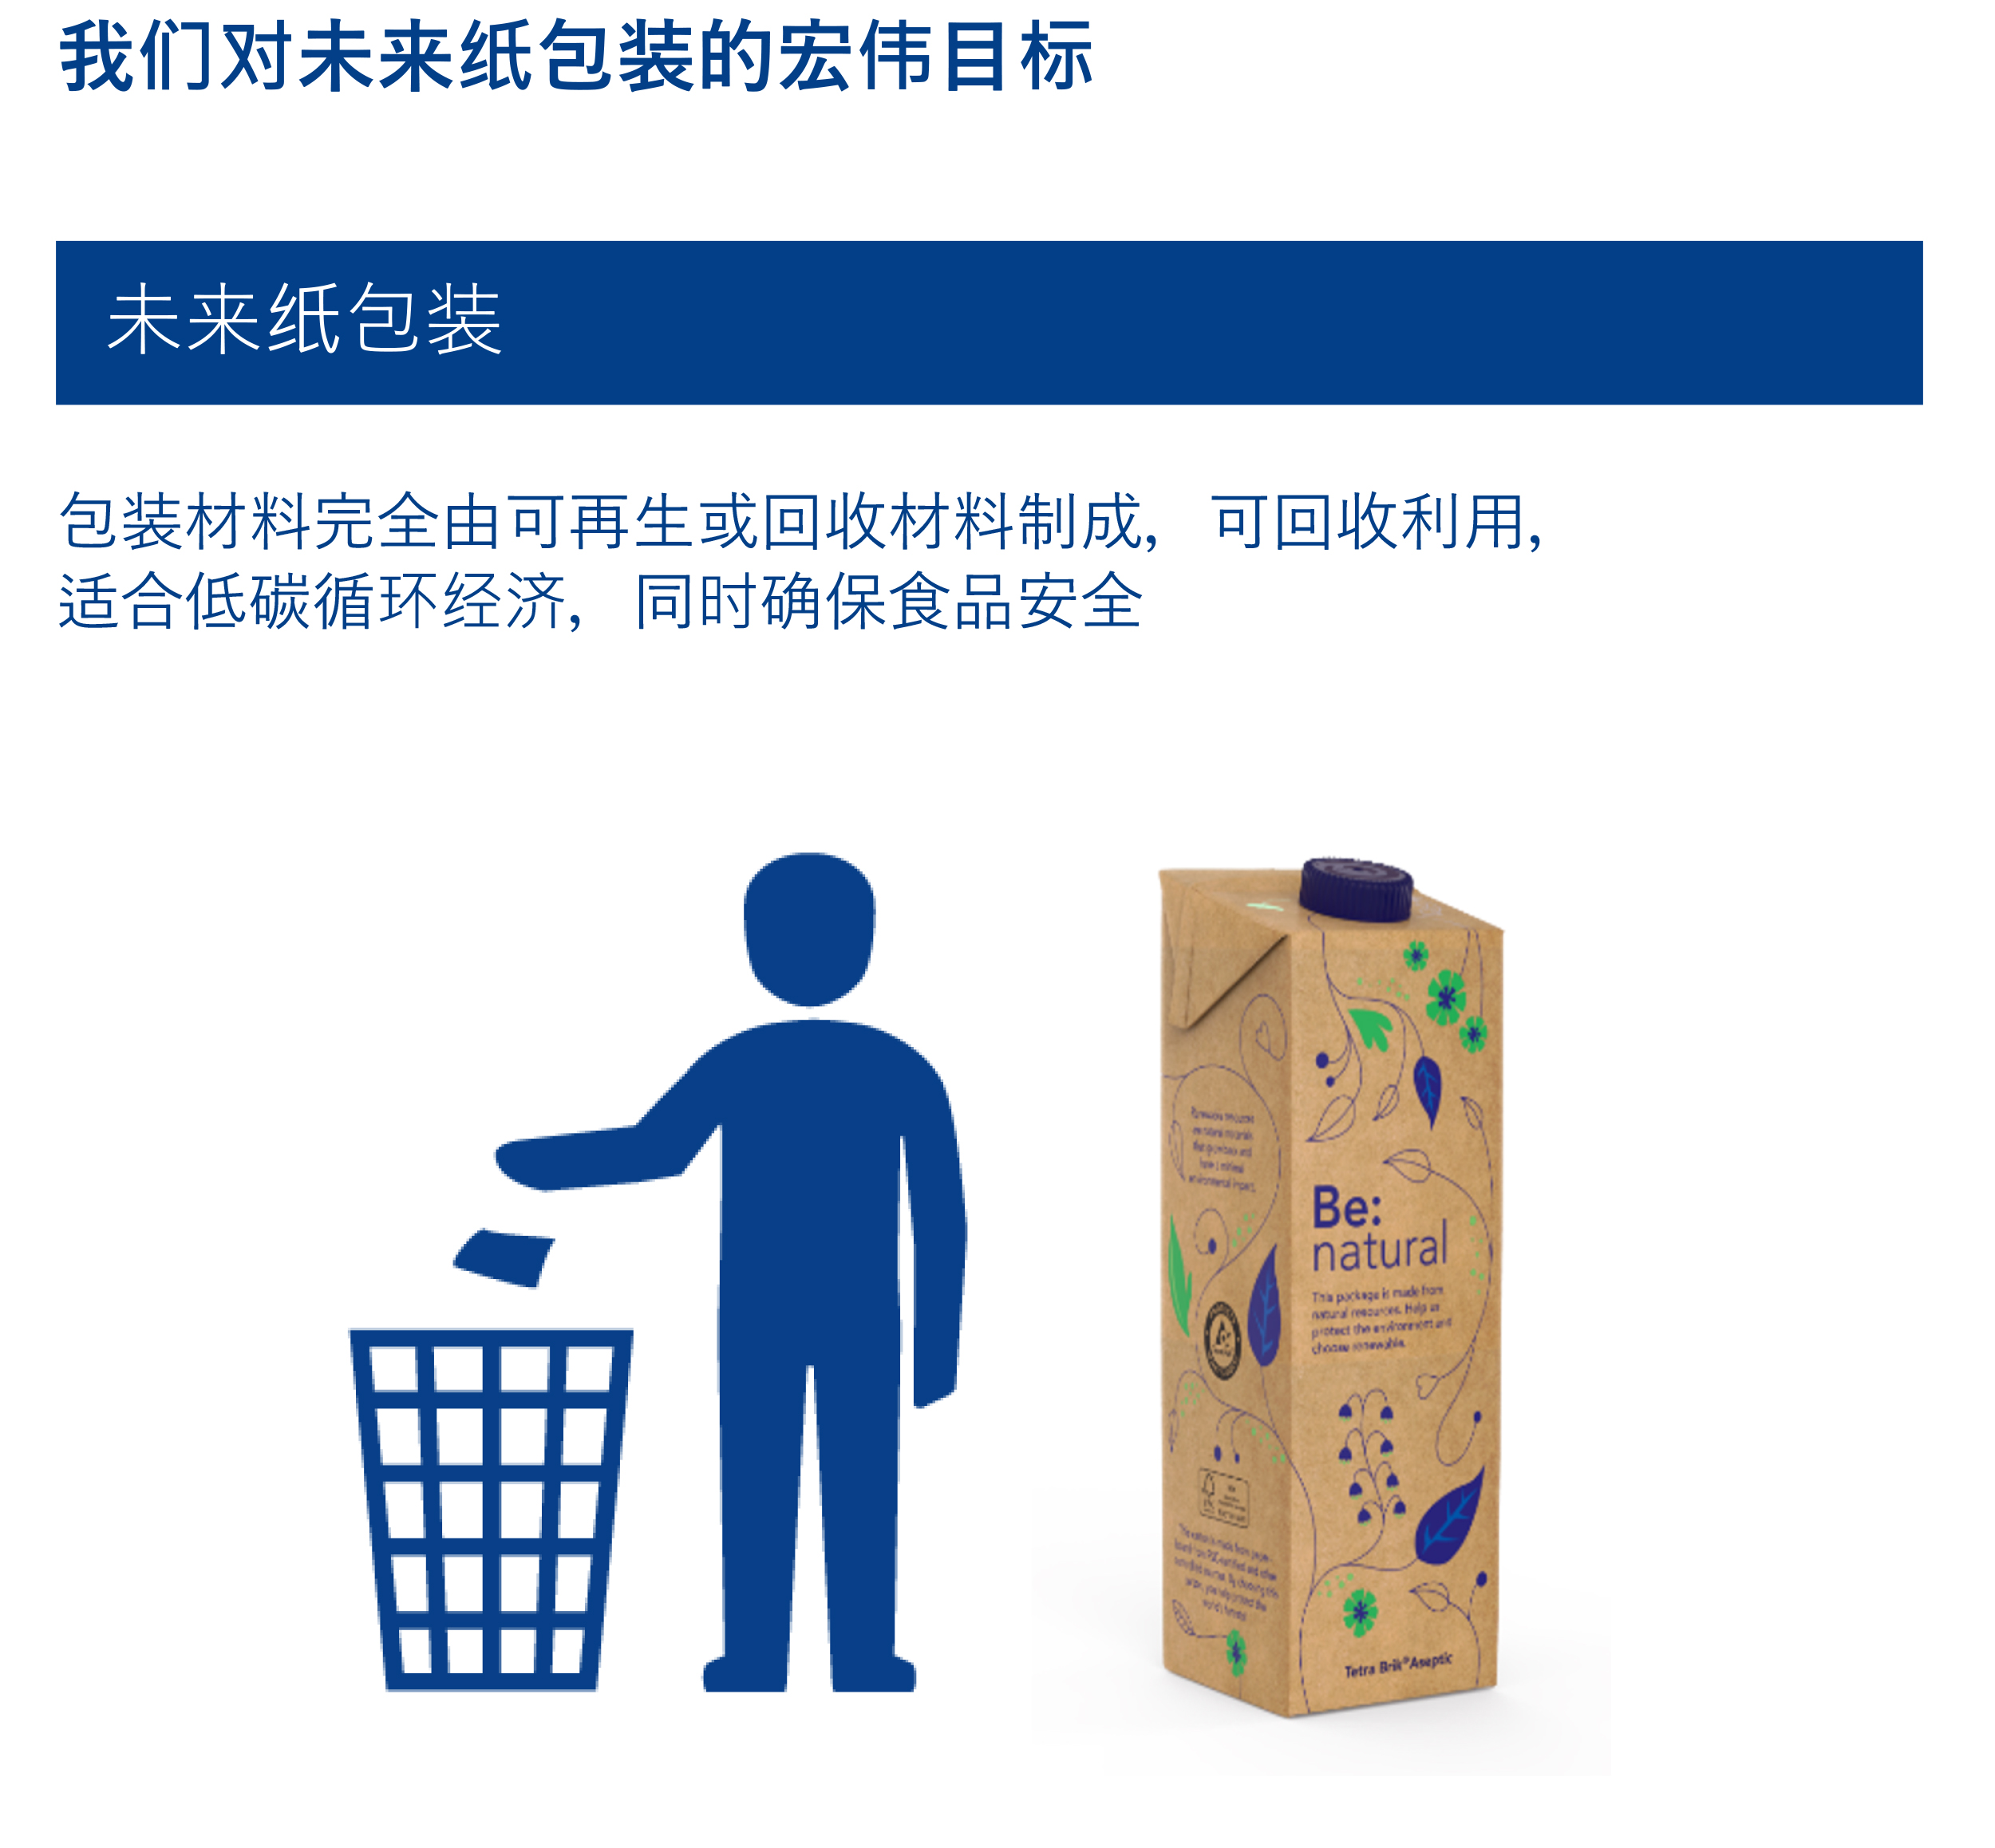 我们对未来纸包装的宏伟目标
未来纸包装
包装材料完全由可再生或回收材料制成， 可回收利用，
适合低碳循环经济， 同时确保食品安全
Be:
natural
This package is made from
natural resources. Help us
protect the environment and
choose renewable.
environmental impact.
Tetra Brik® Aseptic